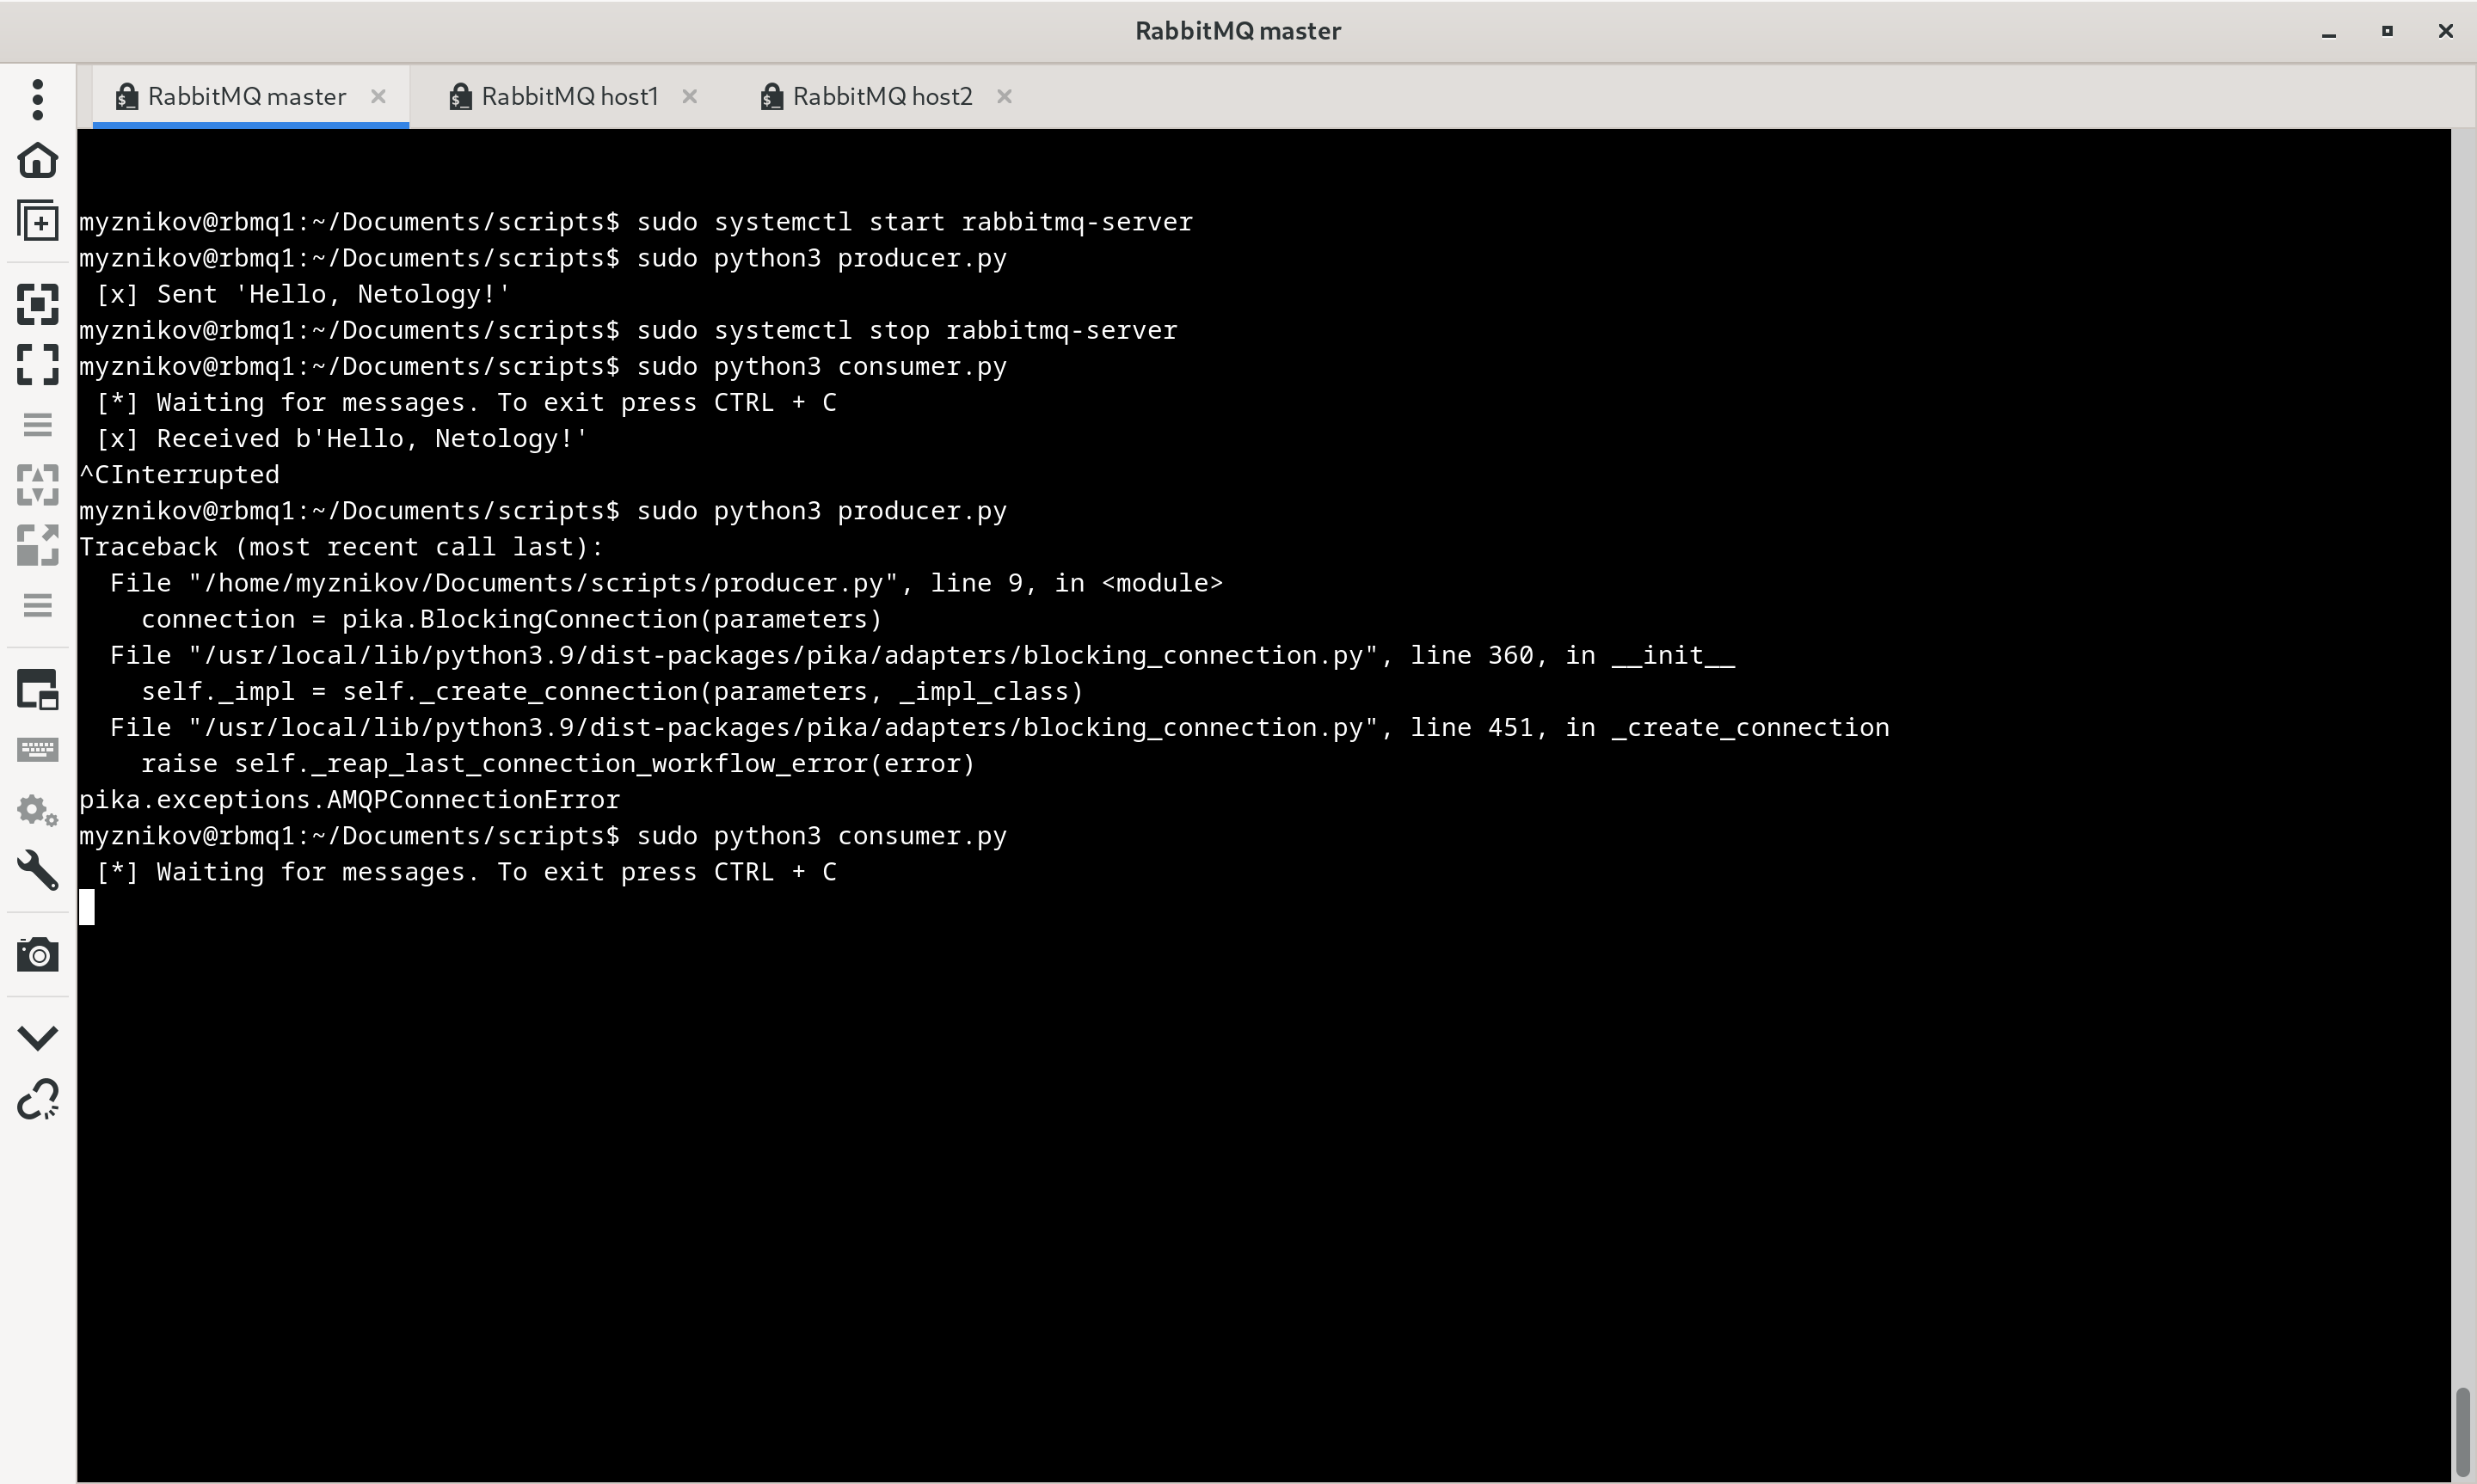 RabbitMQ master
RabbitMQ master
RabbitMQ host1
RabbitMQ host2
myznikov@rbmq1:~/Documents/scripts$ sudo systemctl start rabbitmq-server
myznikov@rbmq1:~/Documents/scripts$ sudo python3 producer.py
 [x] Sent 'Hello, Netology!'
myznikov@rbmq1:~/Documents/scripts$ sudo systemctl stop rabbitmq-server
myznikov@rbmq1:~/Documents/scripts$ sudo python3 consumer.py
 [*] Waiting for messages. To exit press CTRL + C
 [x] Received b'Hello, Netology!'
^CInterrupted
myznikov@rbmq1:~/Documents/scripts$ sudo python3 producer.py
Traceback (most recent call last):
  File "/home/myznikov/Documents/scripts/producer.py", line 9, in <module>
    connection = pika.BlockingConnection(parameters)
  File "/usr/local/lib/python3.9/dist-packages/pika/adapters/blocking_connection.py", line 360, in __init__
    self._impl = self._create_connection(parameters, _impl_class)
  File "/usr/local/lib/python3.9/dist-packages/pika/adapters/blocking_connection.py", line 451, in _create_connection
    raise self._reap_last_connection_workflow_error(error)
pika.exceptions.AMQPConnectionError
myznikov@rbmq1:~/Documents/scripts$ sudo python3 consumer.py
 [*] Waiting for messages. To exit press CTRL + C